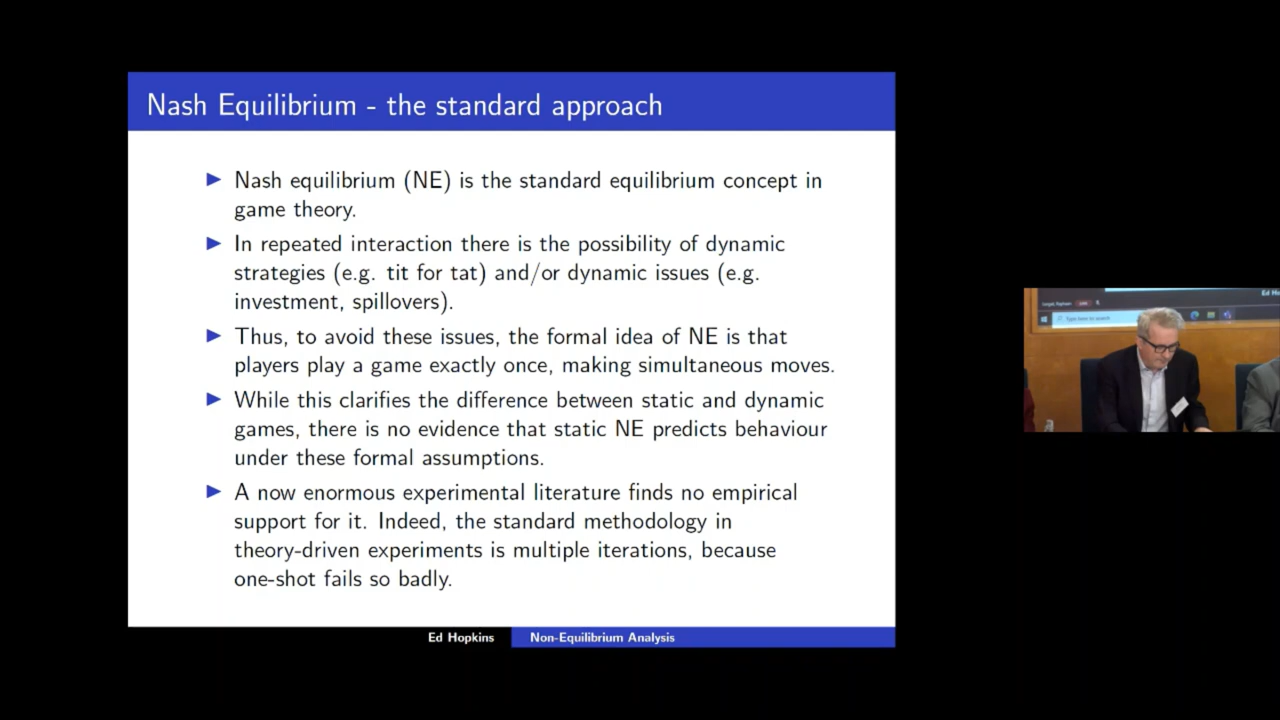 Nash Equilibrium - the standard approach
Nash equilibrium (NE) is the standard equilibrium concept in
game theory.
In repeated interaction there is the possibility of dynamic
strategies (e.g. tit for tat) and/or dynamic issues (e.g.
investment, spillovers).
Thus, to avoid these issues, the formal idea of NE is that
players play a game exactly once, making simultaneous moves.
While this clarifies the difference between static and dynamic
games, there is no evidence that static NE predicts behaviour
under these formal assumptions.
A now enormous experimental literature finds no empirical
support for it. Indeed, the standard methodology in
theory-driven experiments is multiple iterations, because
one-shot fails so badly.
Ed Hopkins Non-Equilibrium Analysis
Type here to search